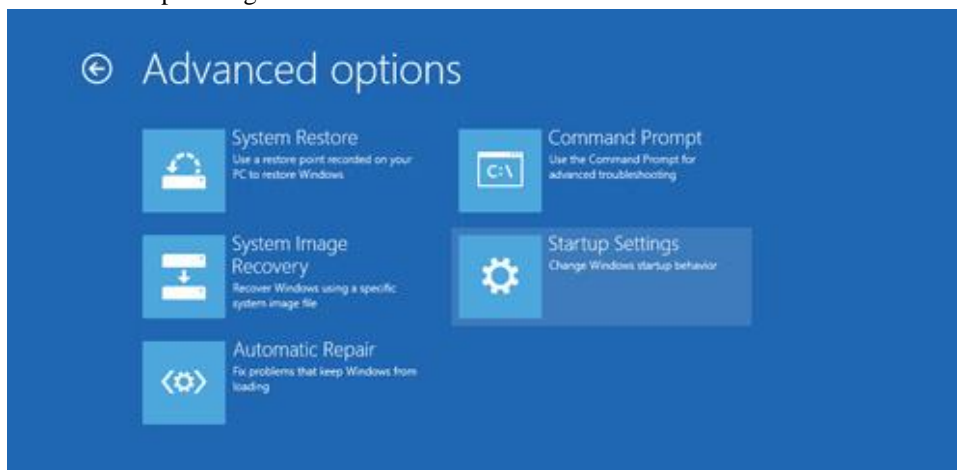 Advanced options
System Restore
Use a restore point recorded on your
PC to restore Windows
System Image
Recovery
Recover Windows using a specific
system image file
Automatic Repair
Fix problems that keep Windows from
loading
Command Prompt
Use the Command Prompt for
advanced troubleshooting
C:\
Startup Settings
Change Windows startup behavior